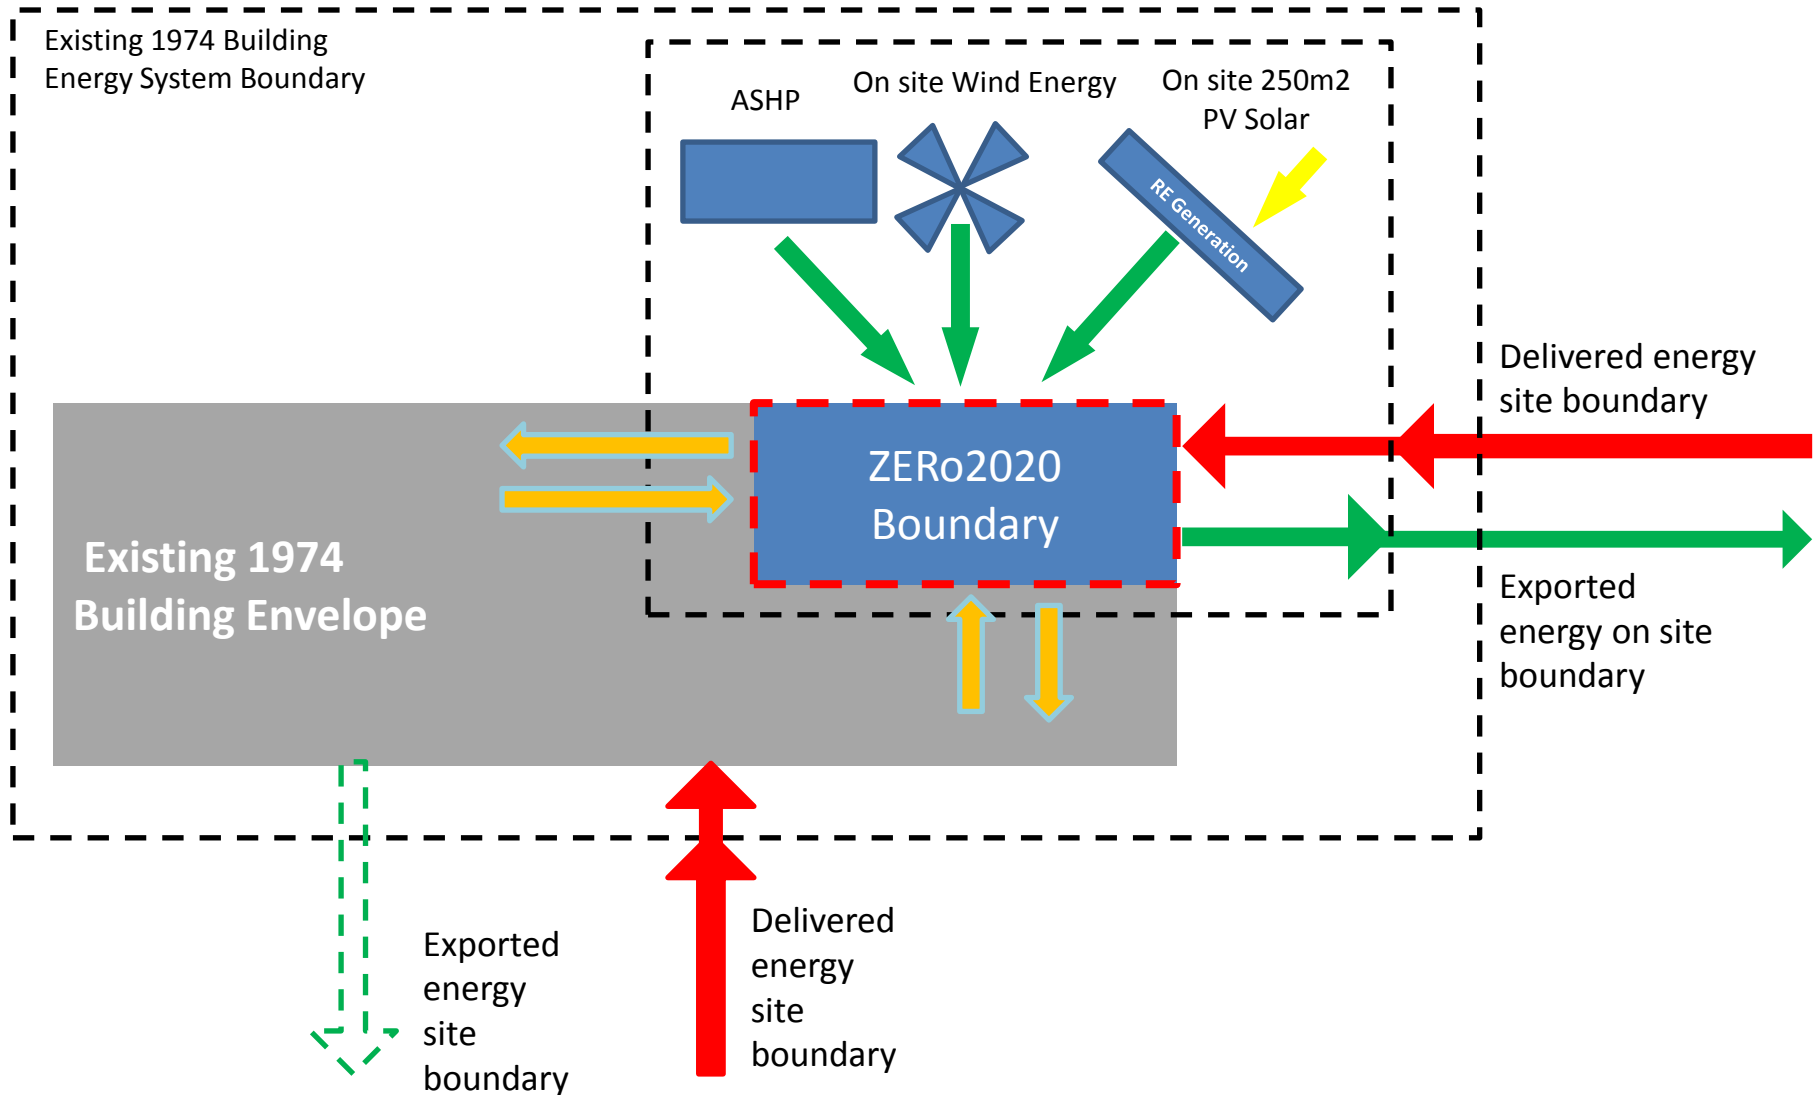 Existing 1974 Building
Energy System Boundary
ASHP
On site Wind Energy
On site 250m2
PV Solar
RE Generation
Delivered energy
site boundary
ZERo2020
Boundary
Existing 1974
Building Envelope
Exported
energy on site
boundary
Exported
energy
site
boundary
Delivered
energy
site
boundary